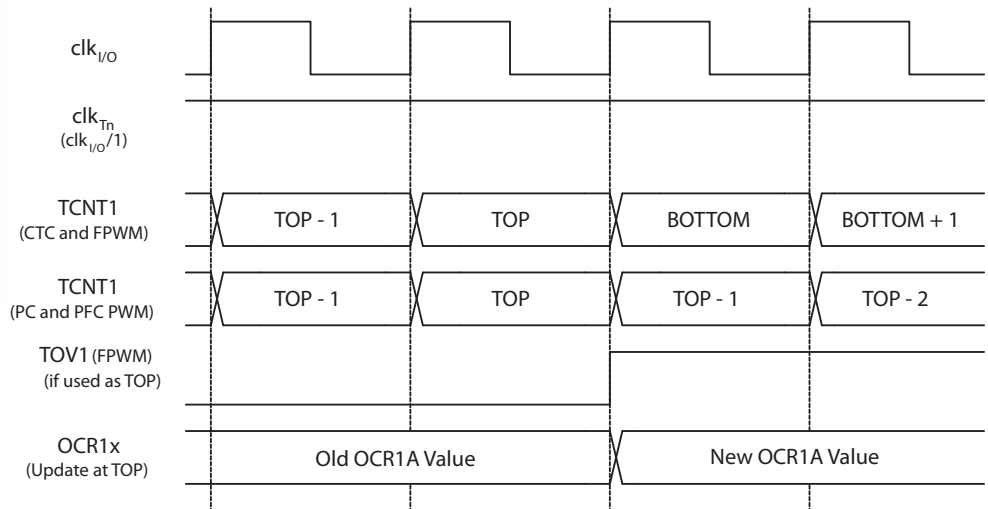 clkI/O
clkTn
(clkI/O/1)
TCNT1
(CTC and FPWM)
TOP - 1
TOP
BOTTOM
BOTTOM + 1
TCNT1
(PC and PFC PWM)
TOP - 1
TOP
TOP - 1
TOP - 2
TOV1 (FPWM)
(if used as TOP)
OCR1x
(Update at TOP)
Old OCR1A Value
New OCR1A Value